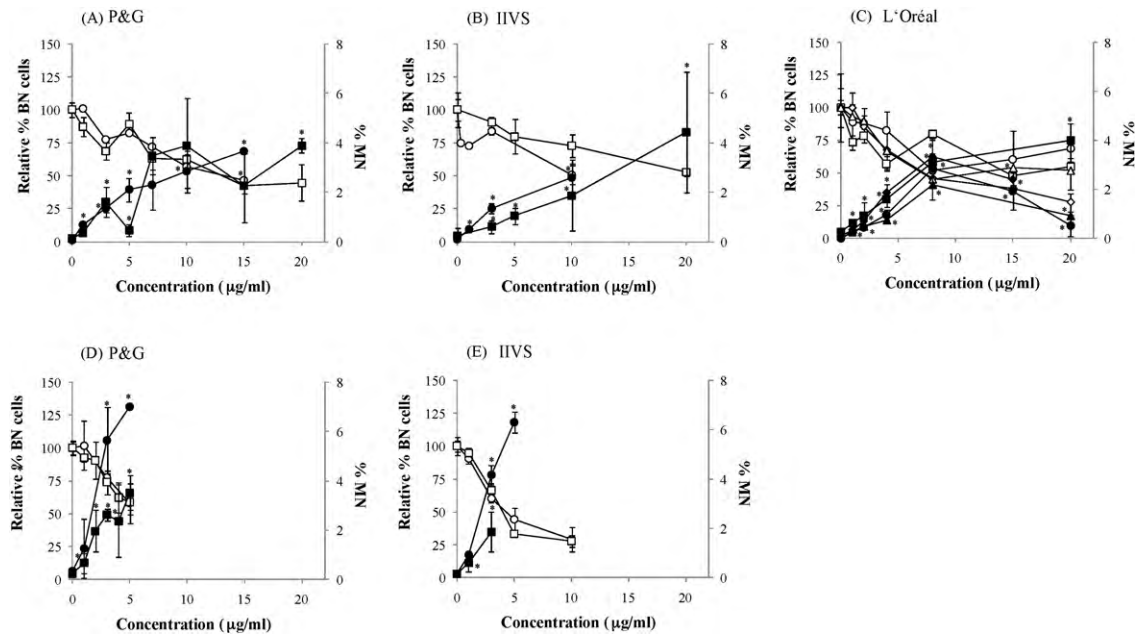 (A) P&G
(B) IIVS
(C) L'Oréal
150
125
100
75
50
25
0
Relative % BN cells
8
6
4
2
0
% MN
0 5 10 15 20
Concentration (µg/ml)
150
125
100
75
50
25
0
Relative % BN cells
8
6
4
2
0
% MN
0 5 10 15 20
Concentration (µg/ml)
150
125
100
75
50
25
0
Relative % BN cells
8
6
4
2
0
% MN
0 5 10 15 20
Concentration (µg/ml)
(D) P&G
(E) IIVS
150
125
100
75
50
25
0
Relative % BN cells
8
6
4
2
0
% MN
0 5 10 15 20
Concentration (µg/ml)
150
125
100
75
50
25
0
Relative % BN cells
8
6
4
2
0
% MN
0 5 10 15 20
Concentration (µg/ml)